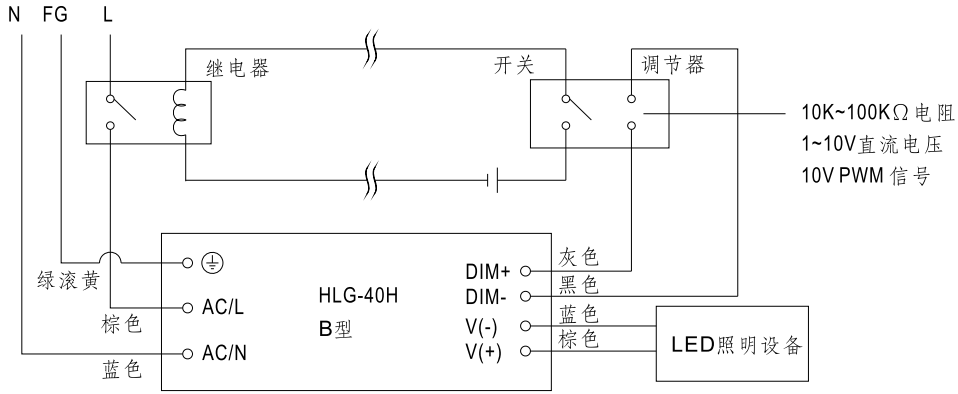 N FG L
继电器
开关
调节器
10K~100KΩ电阻
1~10V直流电压
10V PWM 信号
绿滚黄
棕色
蓝色
AC/L
AC/N
HLG-40H
B型
DIM+
DIM-
V(-)
V(+)
灰色
黑色
蓝色
棕色
LED照明设备